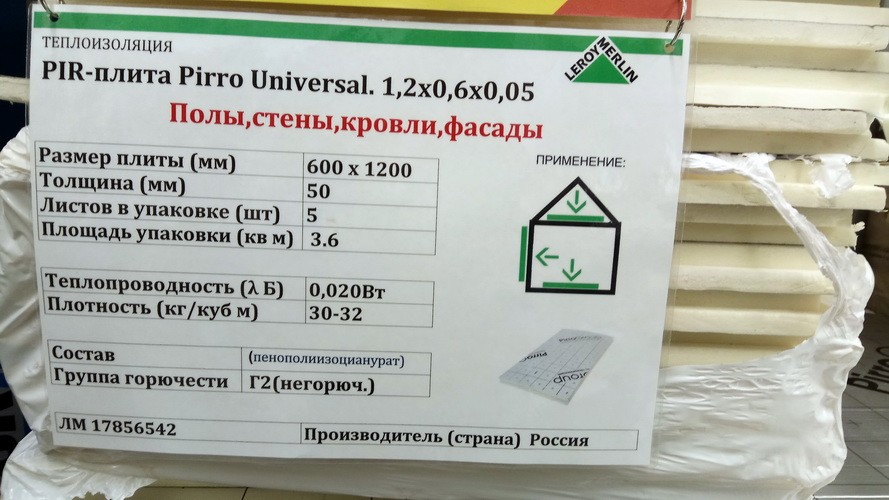 ТЕПЛОИЗОЛЯЦИЯ
LEROY MERLIN
PIR-плита Pirro Universal. 1,2х0,6х0,05
Полы,стены,кровли,фасады
Размер плиты (мм) 600 х 1200
Толщина (мм) 50
Листов в упаковке (шт) 5
Площадь упаковки (кв м) 3.6
ПРИМЕНЕНИЕ:
Теплопроводность (λ Б) 0,020Вт
Плотность (кг/куб м) 30-32
Состав (пенополиизоцианурат)
Группа горючести Г2(негорюч.)
ЛМ 17856542 Производитель (страна) Россия